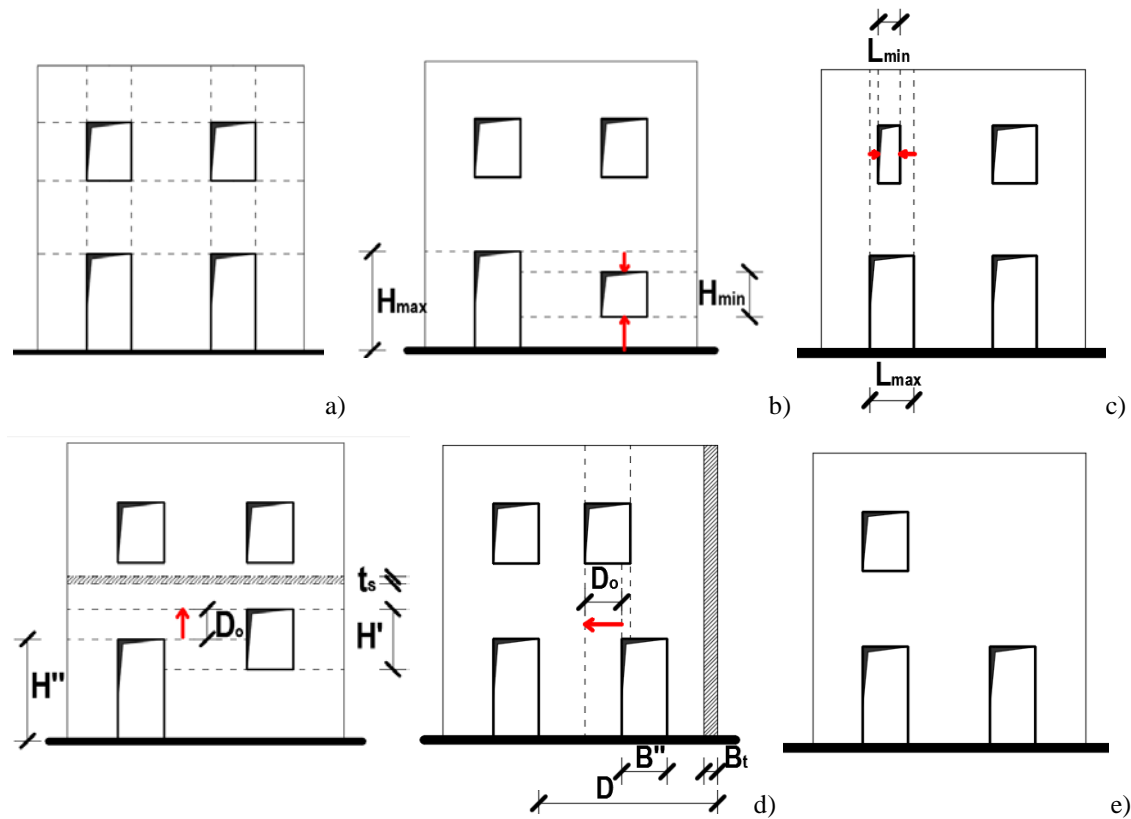 Lmin
Hmax
Hmin
Lmax
a)
b)
c)
ts
Do
H'
H''
Do
B''
Bt
D
d)
e)